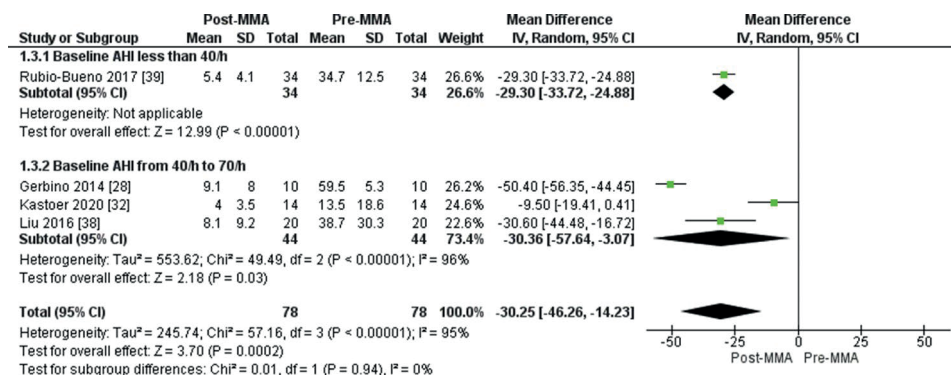 Post-MMA Pre-MMA Mean Difference Mean Difference
Study or Subgroup Mean SD Total Mean SD Total Weight IV, Random, 95% CI IV, Random, 95% CI
1.3.1 Baseline AHI less than 40/h
Rubio-Bueno 2017 [39] 5.4 4.1 34 34.7 12.5 34 26.6% -29.30 [-33.72, -24.88]
Subtotal (95% CI) 34 34 26.6% -29.30 [-33.72, -24.88]
Heterogeneity: Not applicable
Test for overall effect: Z = 12.99 (P < 0.00001)
1.3.2 Baseline AHI from 40/h to 70/h
Gerbino 2014 [28] 9.1 8 10 59.5 5.3 10 26.2% -50.40 [-56.35, -44.45]
Kastoer 2020 [32] 4 3.5 14 13.5 18.6 14 24.6% -9.50 [-19.41, 0.41]
Liu 2016 [38] 8.1 9.2 20 38.7 30.3 20 22.6% -30.60 [-44.48, -16.72]
Subtotal (95% CI) 44 44 73.4% -30.36 [-57.64, -3.07]
Heterogeneity: Tau² = 553.62; Chi² = 49.49, df = 2 (P < 0.00001); I² = 96%
Test for overall effect: Z = 2.18 (P = 0.03)
Total (95% CI) 78 78 100.0% -30.25 [-46.26, -14.23]
Heterogeneity: Tau² = 245.74; Chi² = 57.16, df = 3 (P < 0.00001); I² = 95%
Test for overall effect: Z = 3.70 (P = 0.0002)
Test for subgroup differences: Chi² = 0.01, df = 1 (P = 0.94), I² = 0%
-50 -25 0 25 50
Post-MMA Pre-MMA